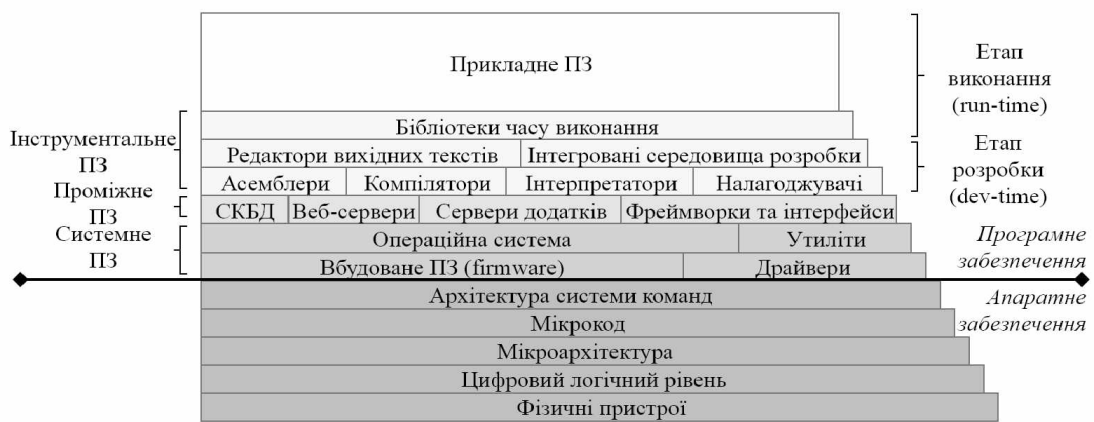 Прикладне ПЗ
Етап
виконання
(run-time)
Бібліотеки часу виконання
Інструментальне
ПЗ
Редактори вихідних текстів
Інтегровані середовища розробки
Етап
розробки
(dev-time)
Асемблери
Компілятори
Інтерпретатори
Налагоджувачі
Проміжне
ПЗ
СКБД
Веб-сервери
Сервери додатків
Фреймворки та інтерфейси
Системне
ПЗ
Операційна система
Утиліти
Програмне
забезпечення
Вбудоване ПЗ (firmware)
Драйвери
Архітектура системи команд
Апаратне
забезпечення
Мікрокод
Мікроархітектура
Цифровий логічний рівень
Фізичні пристрої